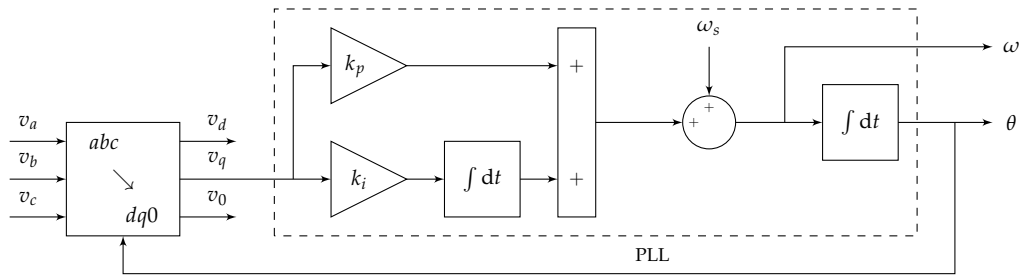 v_a
v_b
v_c
abc
↘
dq0
v_d
v_q
v_0
k_p
k_i
∫ dt
+
+
ω_s
+
+
∫ dt
ω
θ
PLL